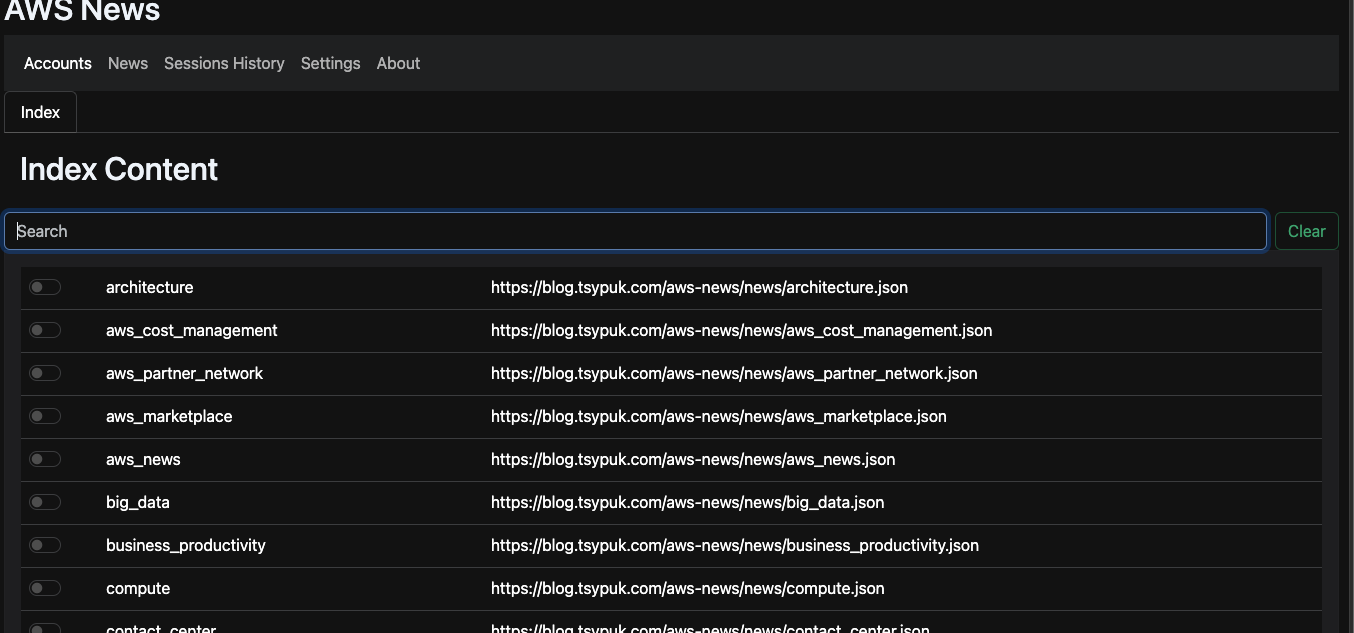 AWS News
Accounts News Sessions History Settings About
Index
Index Content
Search Clear
architecture https://blog.tsypuk.com/aws-news/news/architecture.json
aws_cost_management https://blog.tsypuk.com/aws-news/news/aws_cost_management.json
aws_partner_network https://blog.tsypuk.com/aws-news/news/aws_partner_network.json
aws_marketplace https://blog.tsypuk.com/aws-news/news/aws_marketplace.json
aws_news https://blog.tsypuk.com/aws-news/news/aws_news.json
big_data https://blog.tsypuk.com/aws-news/news/big_data.json
business_productivity https://blog.tsypuk.com/aws-news/news/business_productivity.json
compute https://blog.tsypuk.com/aws-news/news/compute.json
contact_center https://blog.tsypuk.com/aws-news/news/contact_center.json